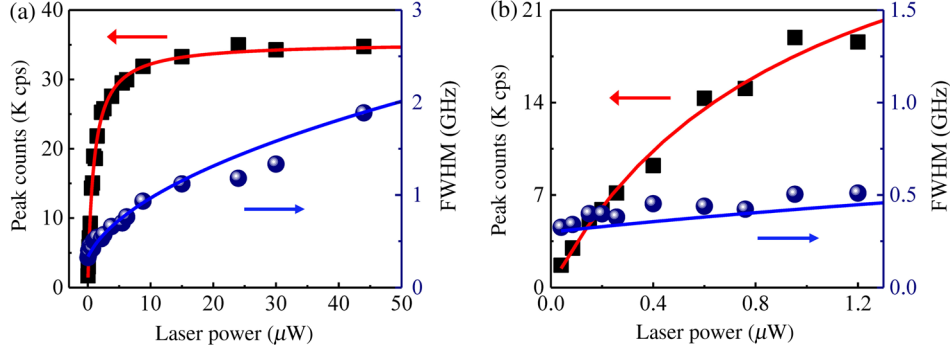 (a)
40
30
20
10
0
Peak counts (K cps)
0 10 20 30 40 50
Laser power (μW)
3
2
1
0
FWHM (GHz)
(b)
21
14
7
0
Peak counts (K cps)
0.0 0.4 0.8 1.2
Laser power (μW)
1.5
1.0
0.5
0.0
FWHM (GHz)